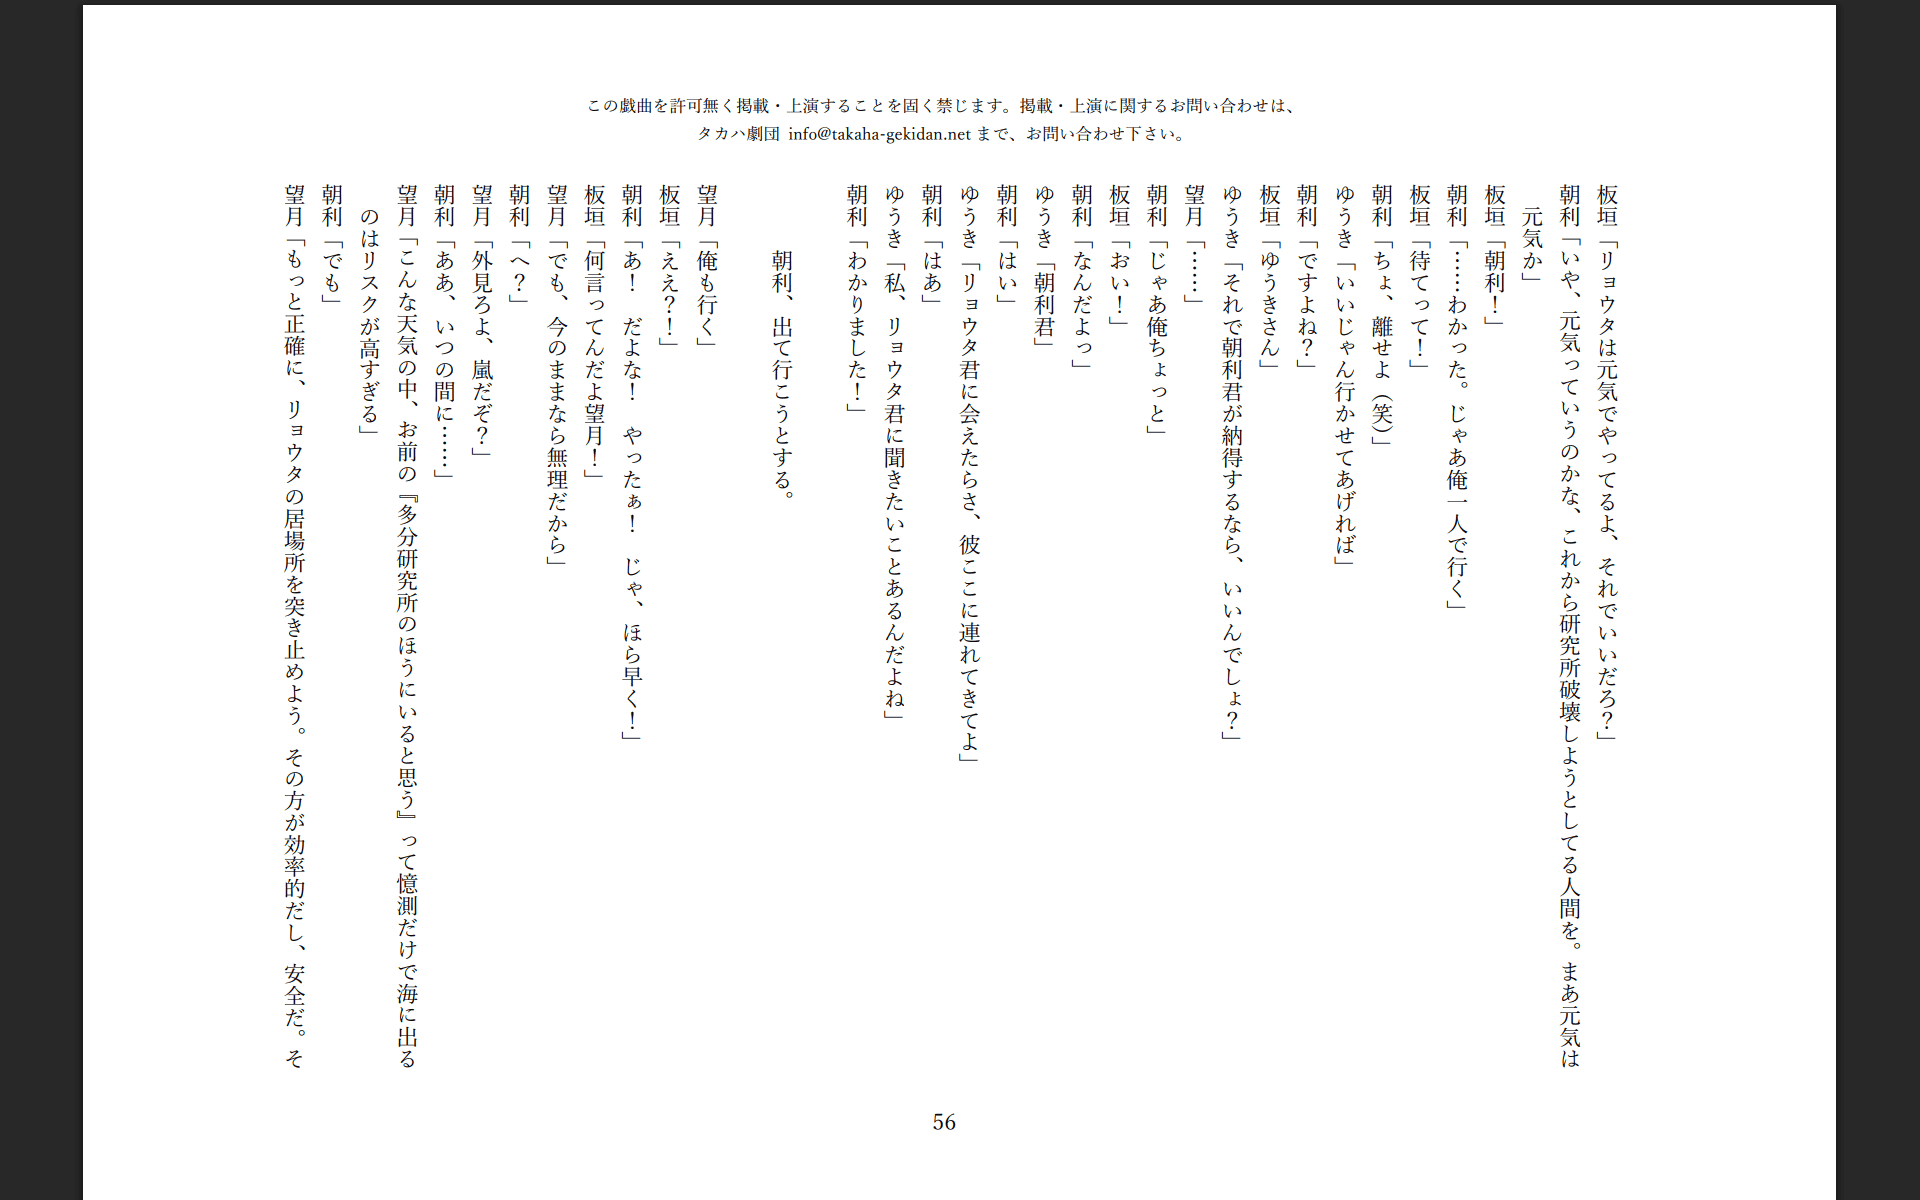 この戯曲を許可無く掲載・上演することを固く禁じます。掲載・上演に関するお問い合わせは、
タカハ劇団 info@takaha-gekidan.net まで、お問い合わせ下さい。
板垣「リョウタは元気でやってるよ、それでいいだろ？」
朝利「いや、元気っていうのかな、これから研究所破壊しようとしてる人間を。まあ元気は
元気か」
板垣「朝利！」
朝利「……わかった。じゃあ俺一人で行く」
板垣「待てって！」
朝利「ちょ、離せよ（笑）」
ゆうき「いいじゃん行かせてあげれば」
朝利「ですよね？」
板垣「ゆうきさん」
ゆうき「それで朝利君が納得するなら、いいんでしょ？」
望月「……」
朝利「じゃあ俺ちょっと」
板垣「おい！」
朝利「なんだよっ」
ゆうき「朝利君」
朝利「はい」
ゆうき「リョウタ君に会えたらさ、彼ここに連れてきてよ」
朝利「はあ」
ゆうき「私、リョウタ君に聞きたいことあるんだよね」
朝利「わかりました！」
朝利、出て行こうとする。
望月「俺も行く」
板垣「ええ？！」
朝利「あ！　だよな！　やったぁ！　じゃ、ほら早く！」
板垣「何言ってんだよ望月！」
望月「でも、今のままなら無理だから」
朝利「へ？」
望月「外見ろよ、嵐だぞ？」
朝利「ああ、いつの間に……」
望月「こんな天気の中、お前の『多分研究所のほうにいると思う』って憶測だけで海に出る
のはリスクが高すぎる」
朝利「でも」
望月「もっと正確に、リョウタの居場所を突き止めよう。その方が効率的だし、安全だ。そ
56